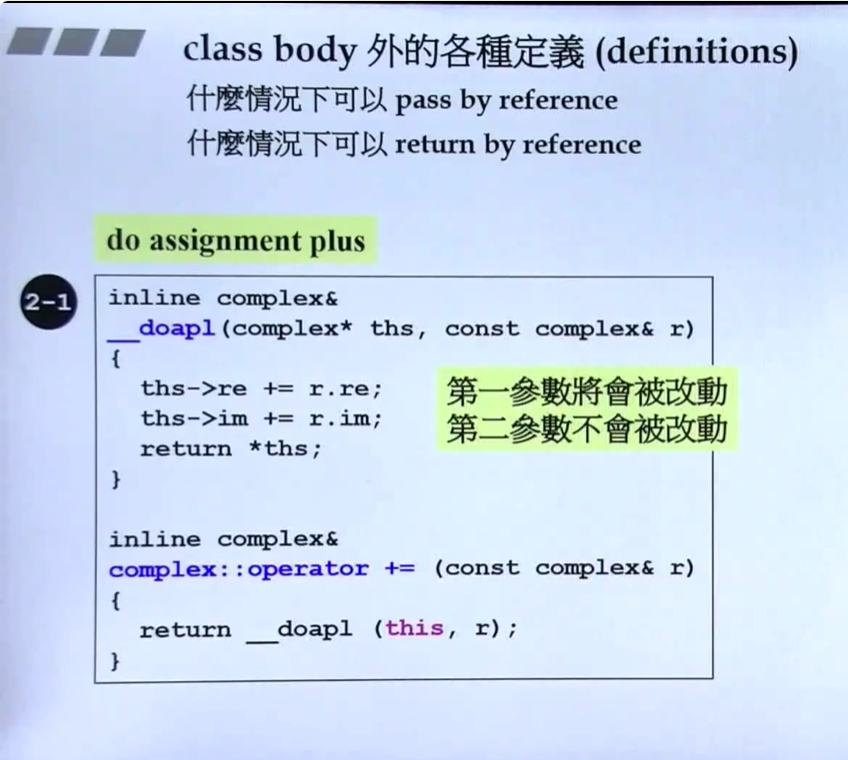 class body 外的各種定義 (definitions)
什麼情況下可以 pass by reference
什麼情況下可以 return by reference
do assignment plus
2-1
inline complex&
__doapl(complex* ths, const complex& r)
{
ths->re += r.re;
ths->im += r.im;
return *ths;
}
第一參數將會被改動
第二參數不會被改動
inline complex&
complex::operator += (const complex& r)
{
return __doapl (this, r);
}